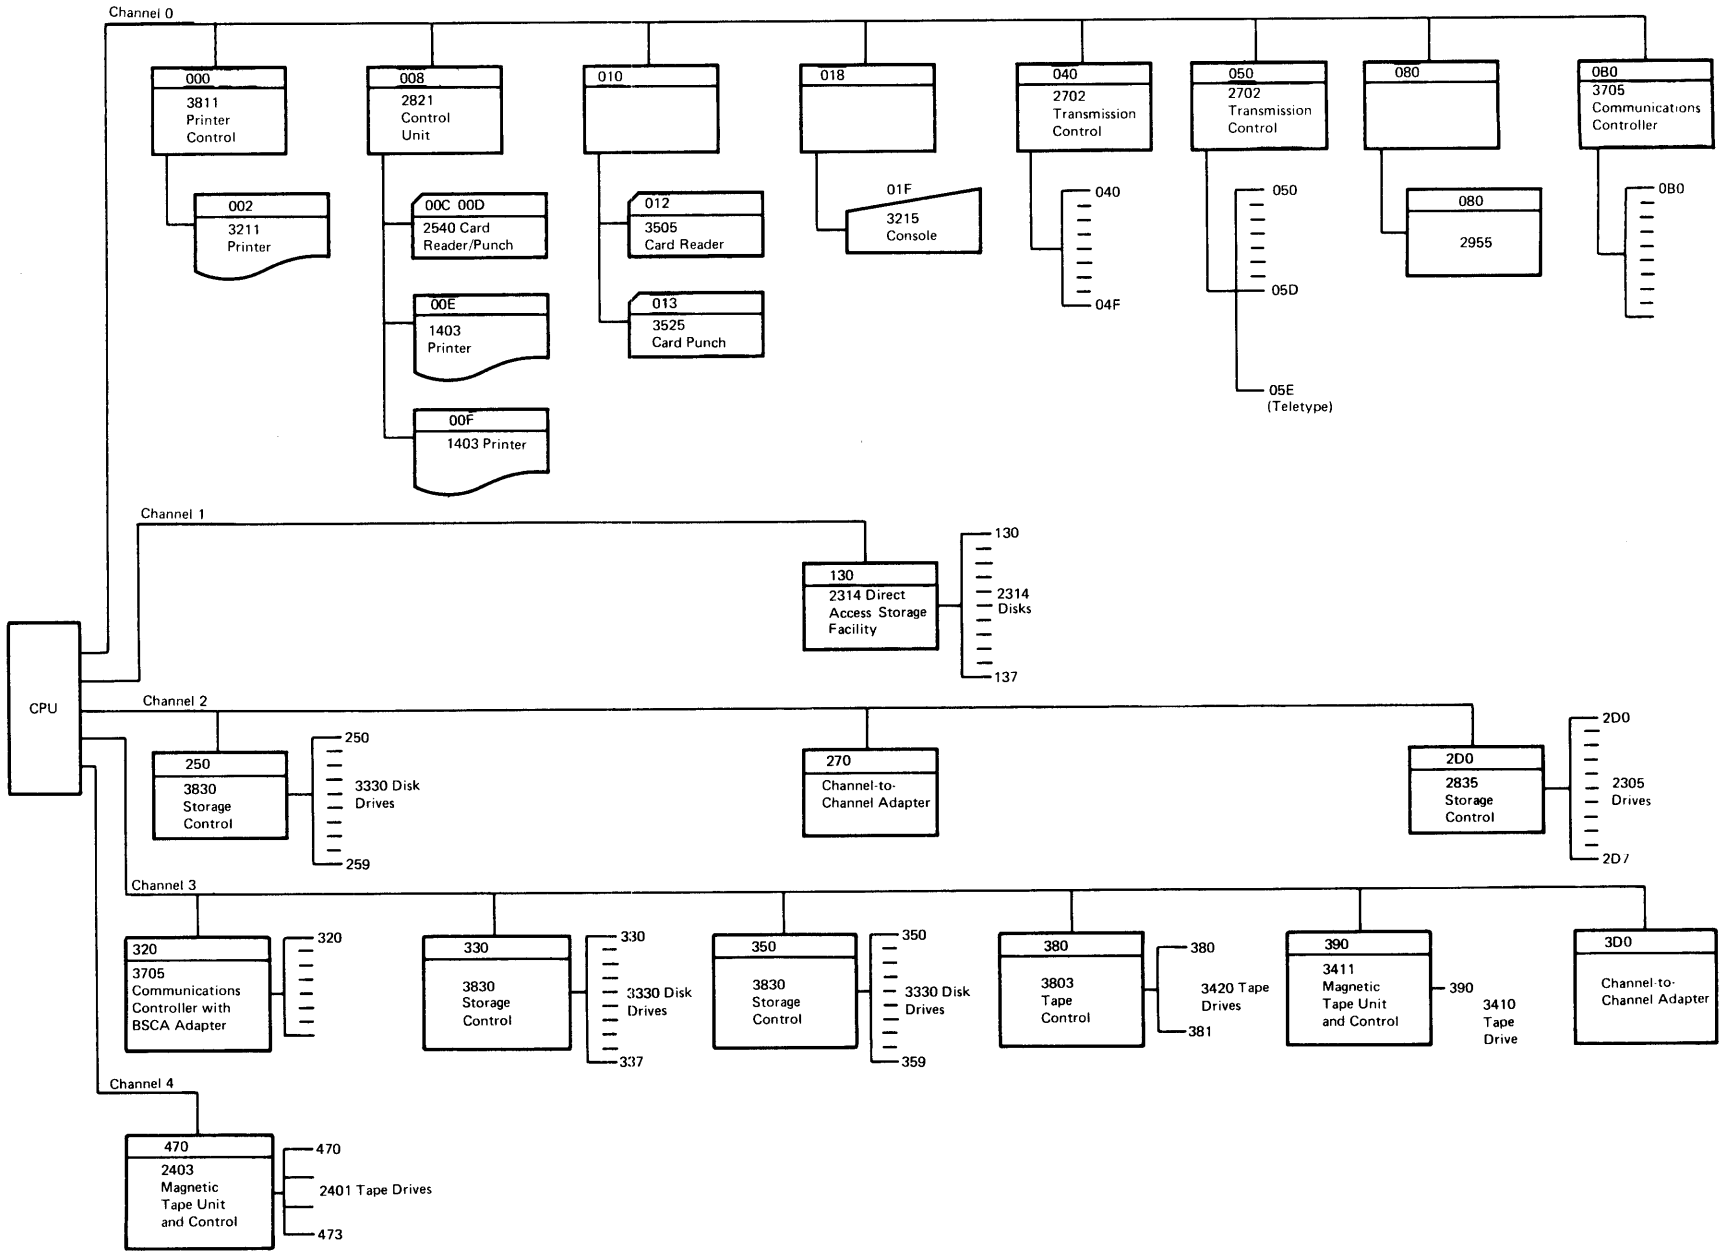 Channel 0
000
3811
Printer
Control
002
3211
Printer
008
2821
Control
Unit
00C 00D
2540 Card
Reader/Punch
00E
1403
Printer
00F
1403 Printer
010
012
3505
Card Reader
013
3525
Card Punch
018
01F
3215
Console
040
2702
Transmission
Control
040
04F
050
2702
Transmission
Control
050
05D
05E
(Teletype)
080
080
2955
0B0
3705
Communications
Controller
0B0
Channel 1
130
2314 Direct
Access Storage
Facility
130
2314
Disks
137
CPU
Channel 2
250
3830
Storage
Control
250
3330 Disk
Drives
259
270
Channel-to-
Channel Adapter
2D0
2835
Storage
Control
2D0
2305
Drives
2D7
Channel 3
320
3705
Communications
Controller with
BSCA Adapter
320
330
3830
Storage
Control
330
3330 Disk
Drives
337
350
3830
Storage
Control
350
3330 Disk
Drives
359
380
3803
Tape
Control
380
3420 Tape
Drives
381
390
3411
Magnetic
Tape Unit
and Control
390
3410
Tape
Drive
3D0
Channel-to-
Channel Adapter
Channel 4
470
2403
Magnetic
Tape Unit
and Control
470
2401 Tape Drives
473